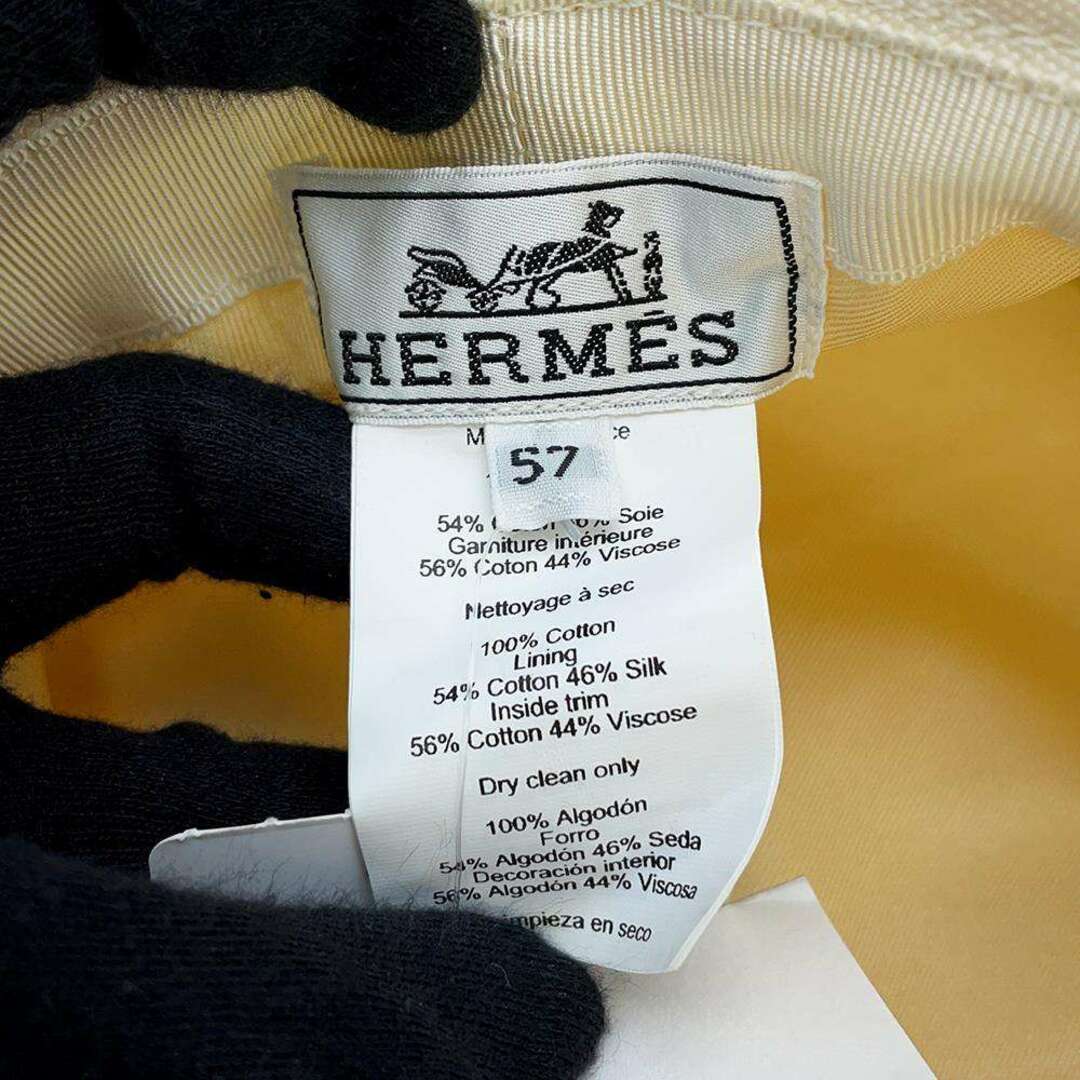 HERMÈS
57
54% Soie
Garniture intérieure
56% Coton 44% Viscose
Nettoyage à sec
100% Cotton
Lining
54% Cotton 46% Silk
Inside trim
56% Cotton 44% Viscose
Dry clean only
100% Algodón
Forro
54% Algodón 46% Seda
Decoración interior
56% Algodón 44% Viscosa
en seco